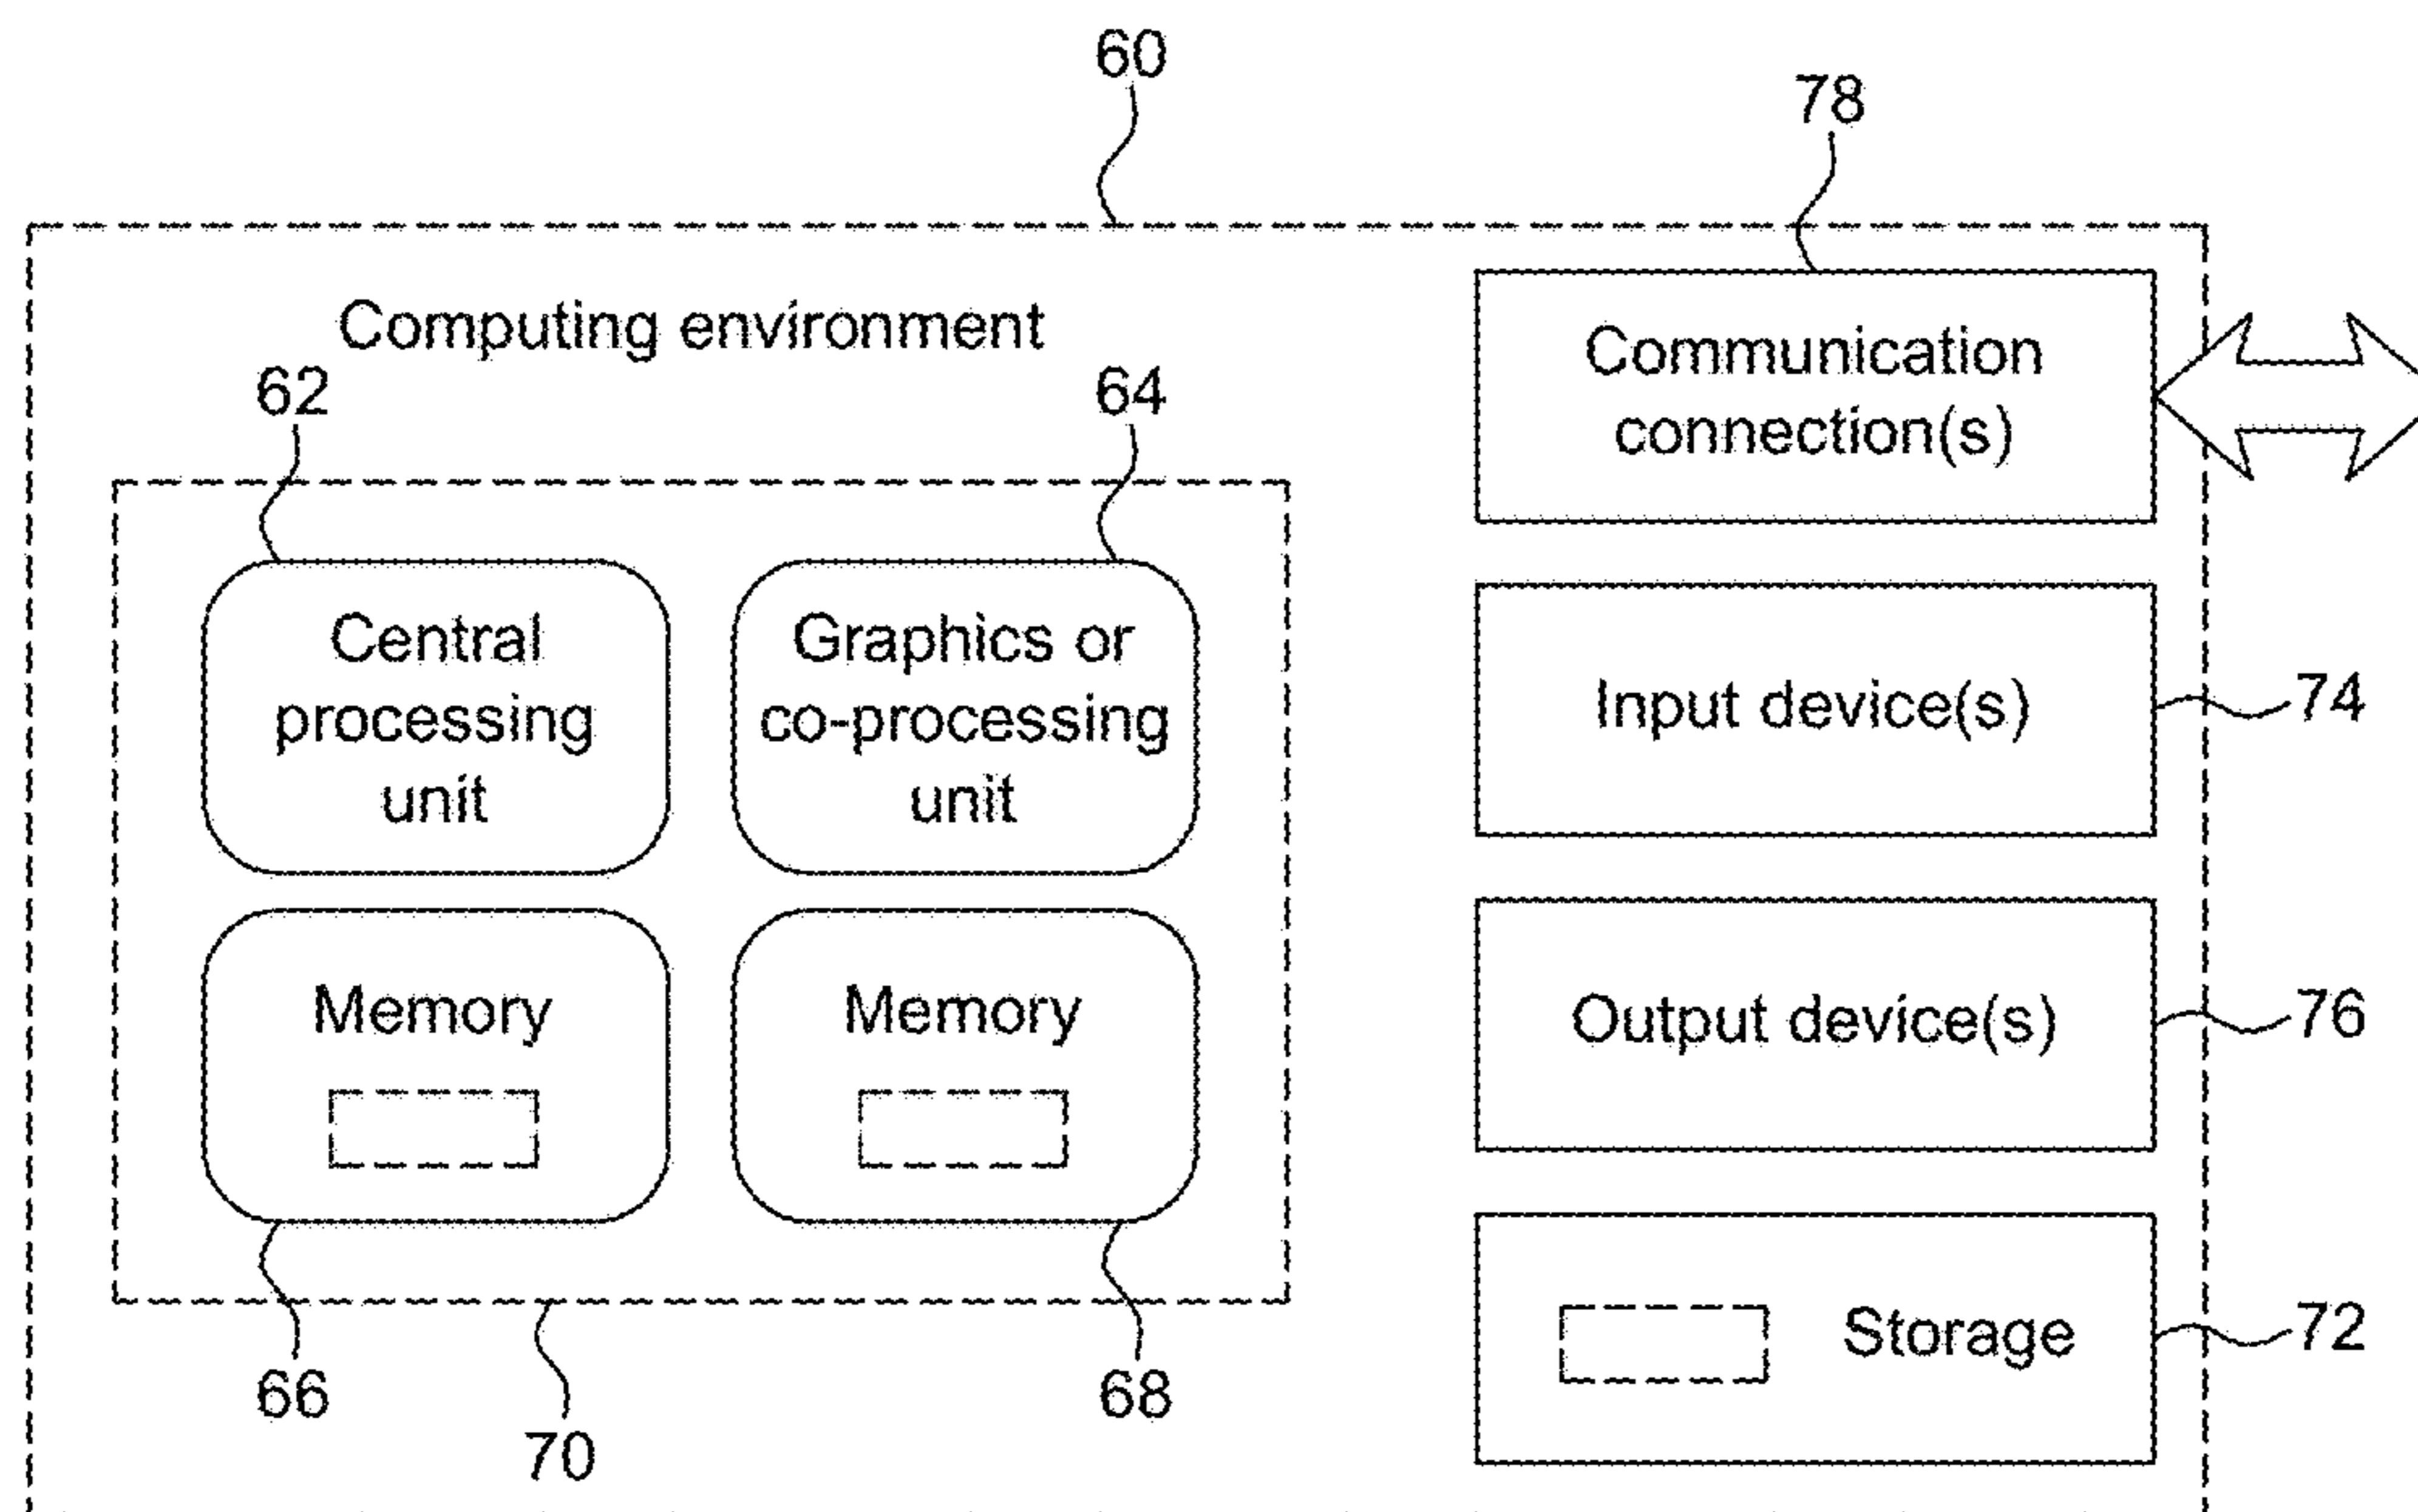 60
78
Computing environment
62
64
Communication
connection(s)
Central
processing
unit
Graphics or
co-processing
unit
Input device(s)
74
Memory
Memory
Output device(s)
76
Storage
72
66
68
70